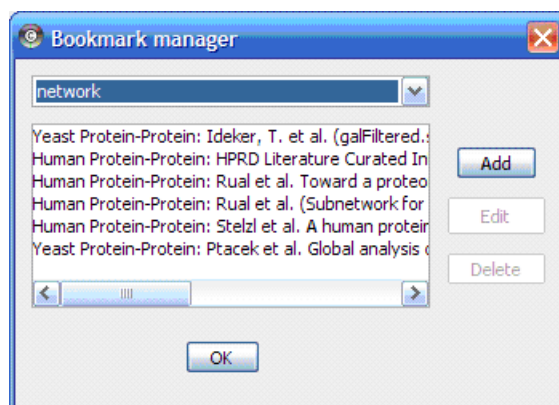 Bookmark manager
network
Yeast Protein-Protein: Ideker, T. et al. (galFiltered.s
Human Protein-Protein: HPRD Literature Curated In
Human Protein-Protein: Rual et al. Toward a proteo
Human Protein-Protein: Rual et al. (Subnetwork for
Human Protein-Protein: Stelzl et al. A human protein
Yeast Protein-Protein: Ptacek et al. Global analysis o
Add
Edit
Delete
OK